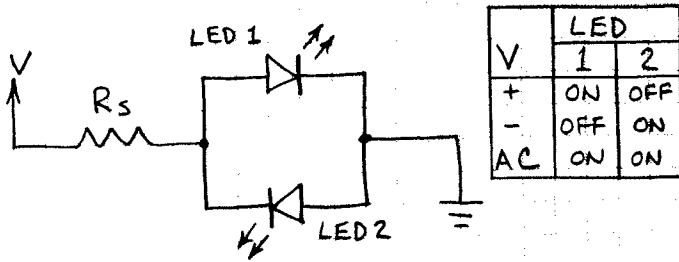 V
Rs
LED 1
LED 2
LED
V 1 2
+ ON OFF
- OFF ON
AC ON ON